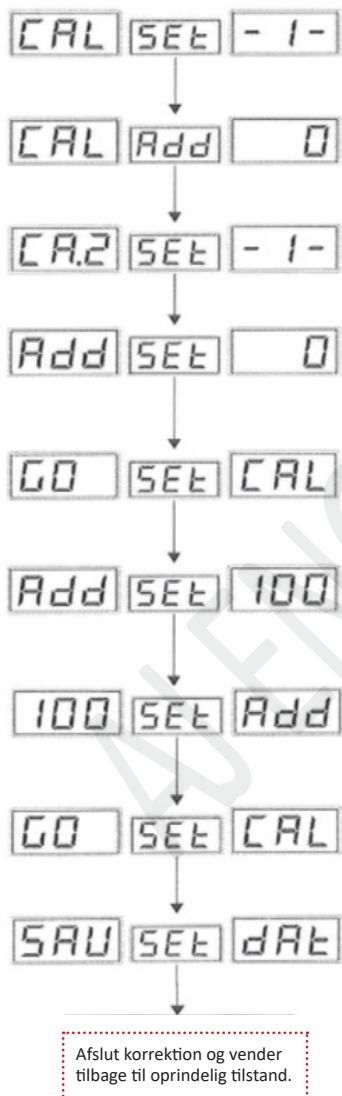 CAL SEt - 1 -
CAL Add 0
CA.2 SEt - 1 -
Add SEt 0
GO SEt CAL
Add SEt 100
100 SEt Add
GO SEt CAL
SAU SEt dAt
Afslut korrektion og vender
tilbage til oprindelig tilstand.